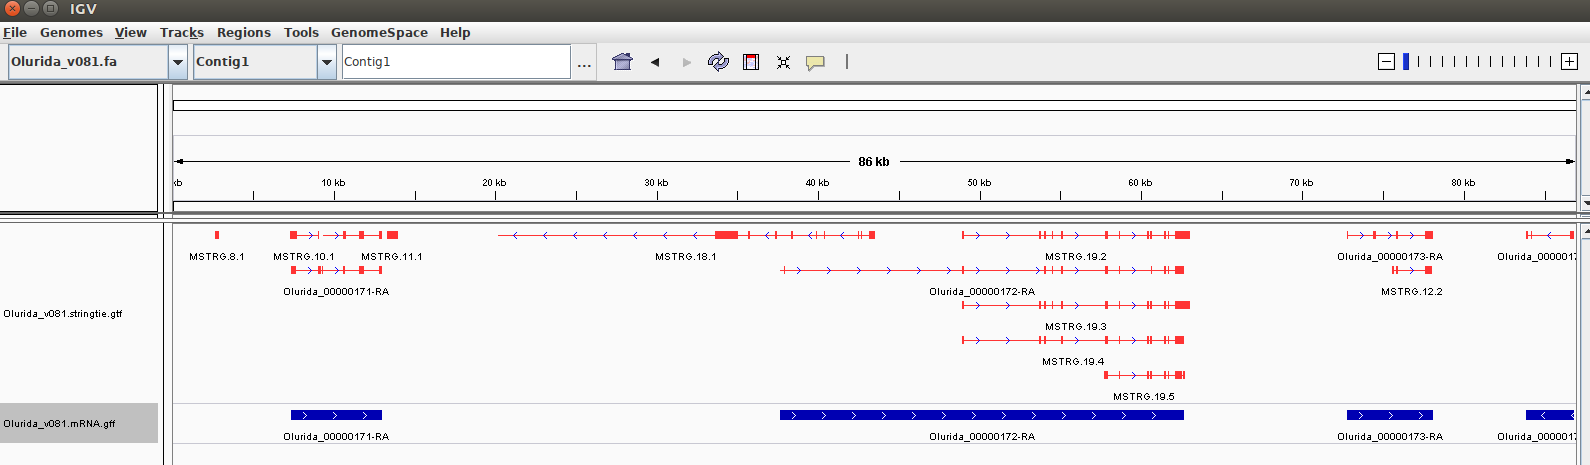 IGV
File Genomes View Tracks Regions Tools GenomeSpace Help
Olurida_v081.fa Contig1 Contig1 ...
86 kb
kb 10 kb 20 kb 30 kb 40 kb 50 kb 60 kb 70 kb 80 kb
MSTRG.8.1 MSTRG.10.1 MSTRG.11.1 MSTRG.18.1 MSTRG.19.2 Olurida_00000173-RA Olurida_000001
Olurida_00000171-RA Olurida_00000172-RA MSTRG.12.2
Olurida_v081.stringtie.gtf
MSTRG.19.3
MSTRG.19.4
MSTRG.19.5
Olurida_v081.mRNA.gff
Olurida_00000171-RA Olurida_00000172-RA Olurida_00000173-RA Olurida_000001